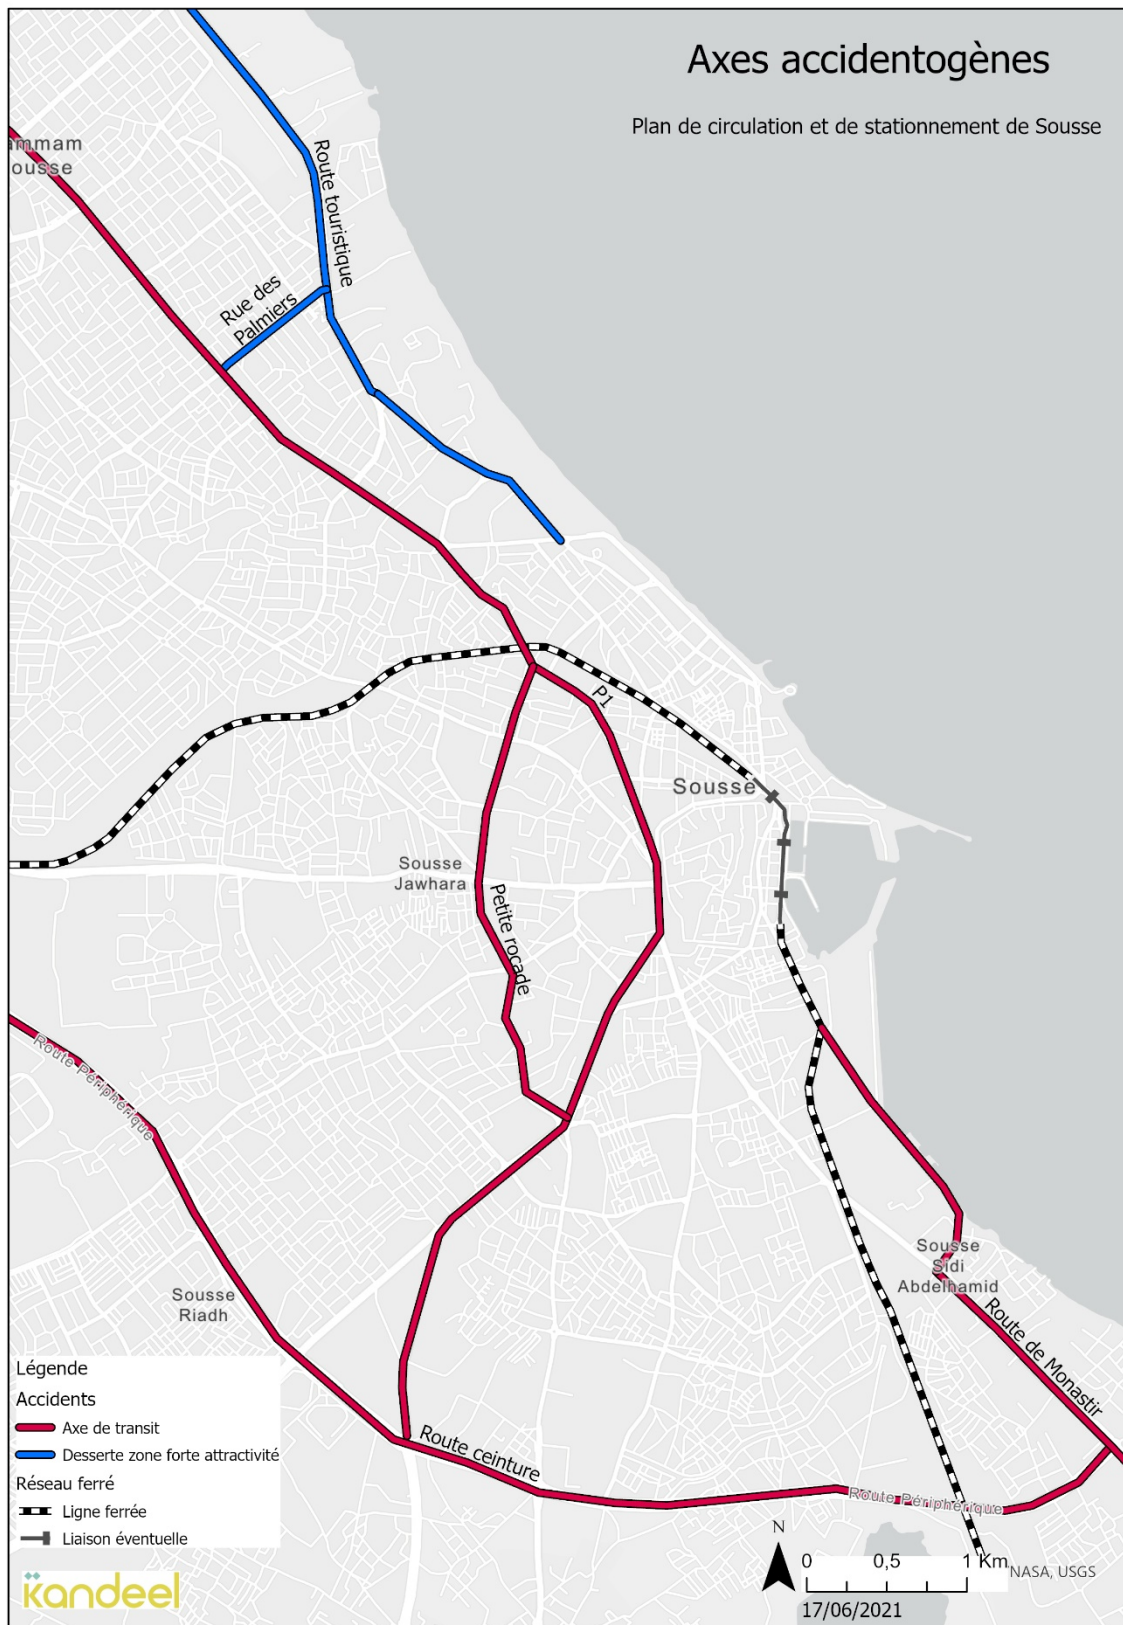 Axes accidentogènes
Plan de circulation et de stationnement de Sousse
ammam
ousse
Route touristique
Rue des
Palmiers
P1
Sousse
Sousse
Jawhara
Petite rocade
Route Périphérique
Sousse
Sidi
Abdelhamid
Sousse
Riadh
Route de Monastir
Route ceinture
Route Périphérique
Légende
Accidents
Axe de transit
Desserte zone forte attractivité
Réseau ferré
Ligne ferrée
Liaison éventuelle
kandeel
N
0 0,5 1 Km
NASA, USGS
17/06/2021